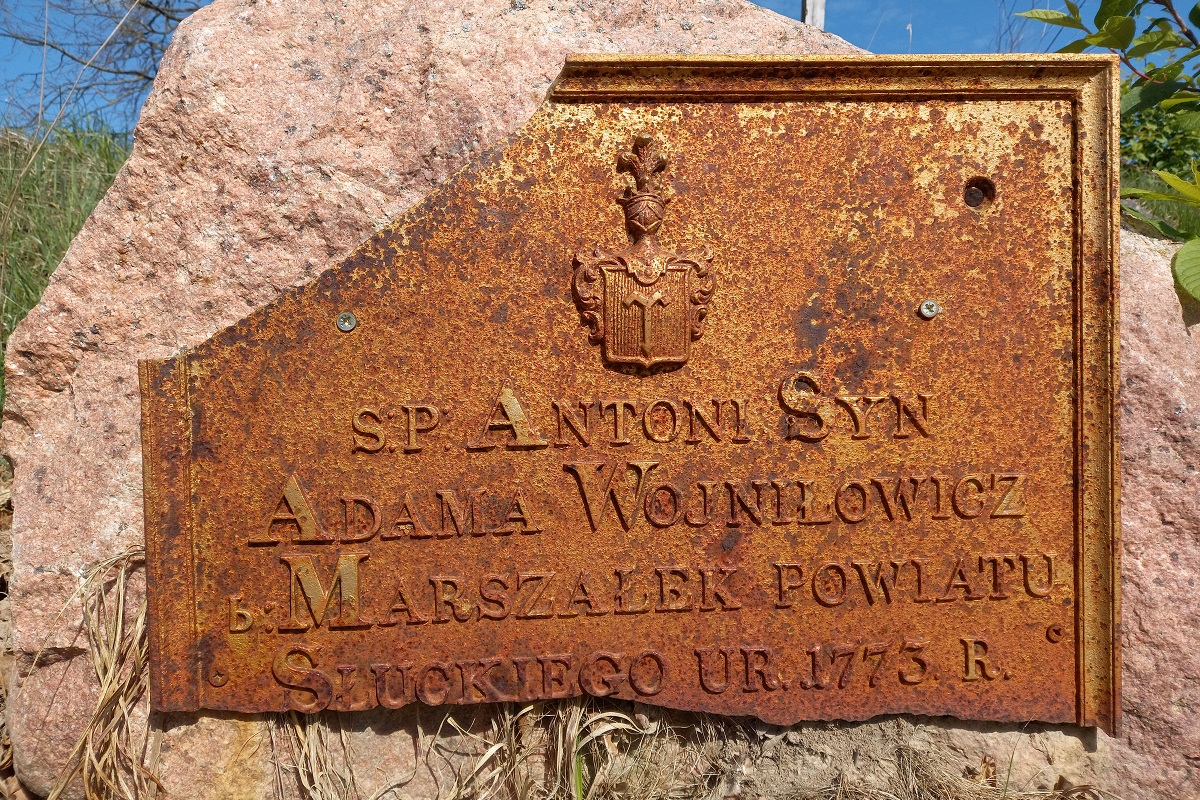 S: P: ANTONI SYN
ADAMA WOJNIŁOWICZ
b: MARSZAŁEK POWIATU
SŁUCKIEGO UR. 1773. R.